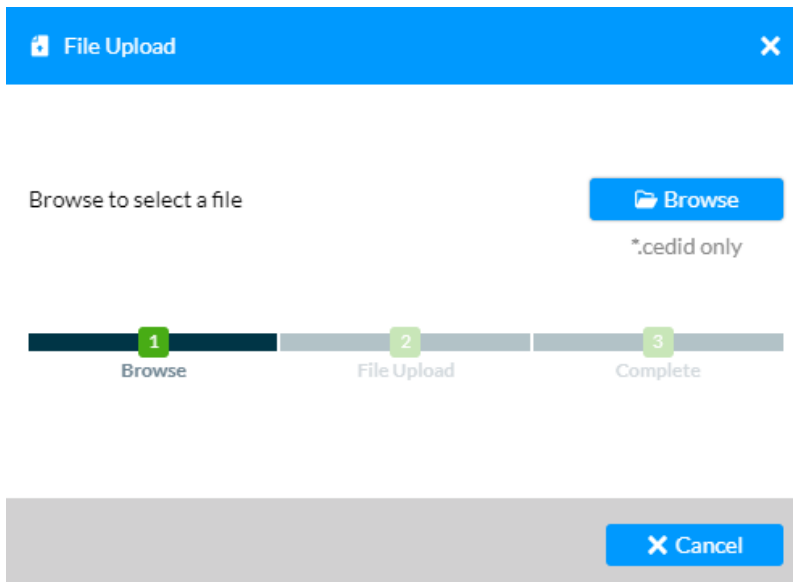 File Upload
Browse to select a file
Browse
*.cedid only
1
2
3
Browse
File Upload
Complete
Cancel